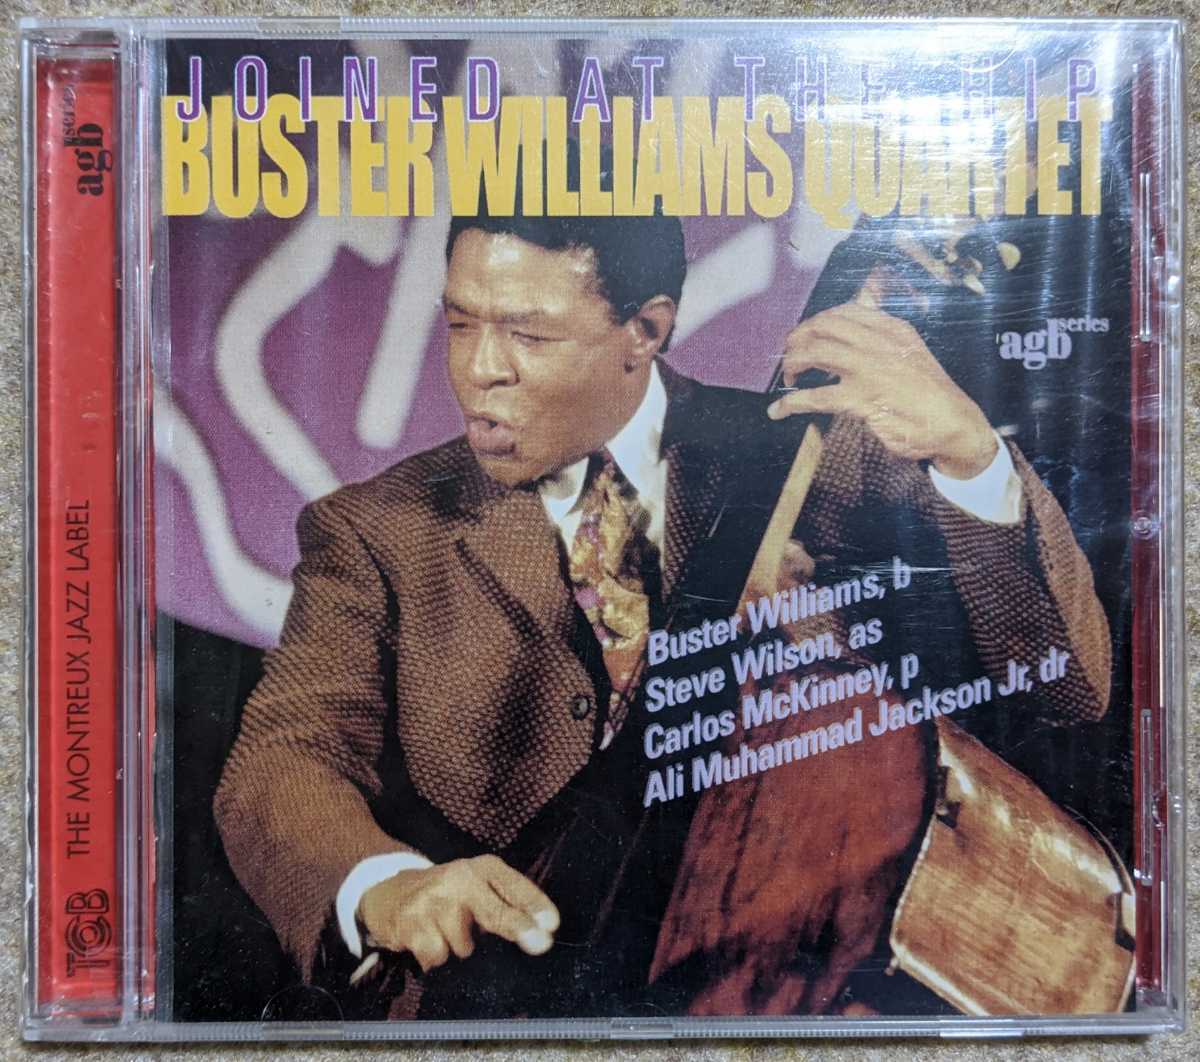 JOINED AT THE HIP
BUSTER WILLIAMS QUARTET
agb series
agb series
Buster Williams, b
Steve Wilson, as
Carlos McKinney, p
Ali Muhammad Jackson Jr, dr
THE MONTREUX JAZZ LABEL
TCB